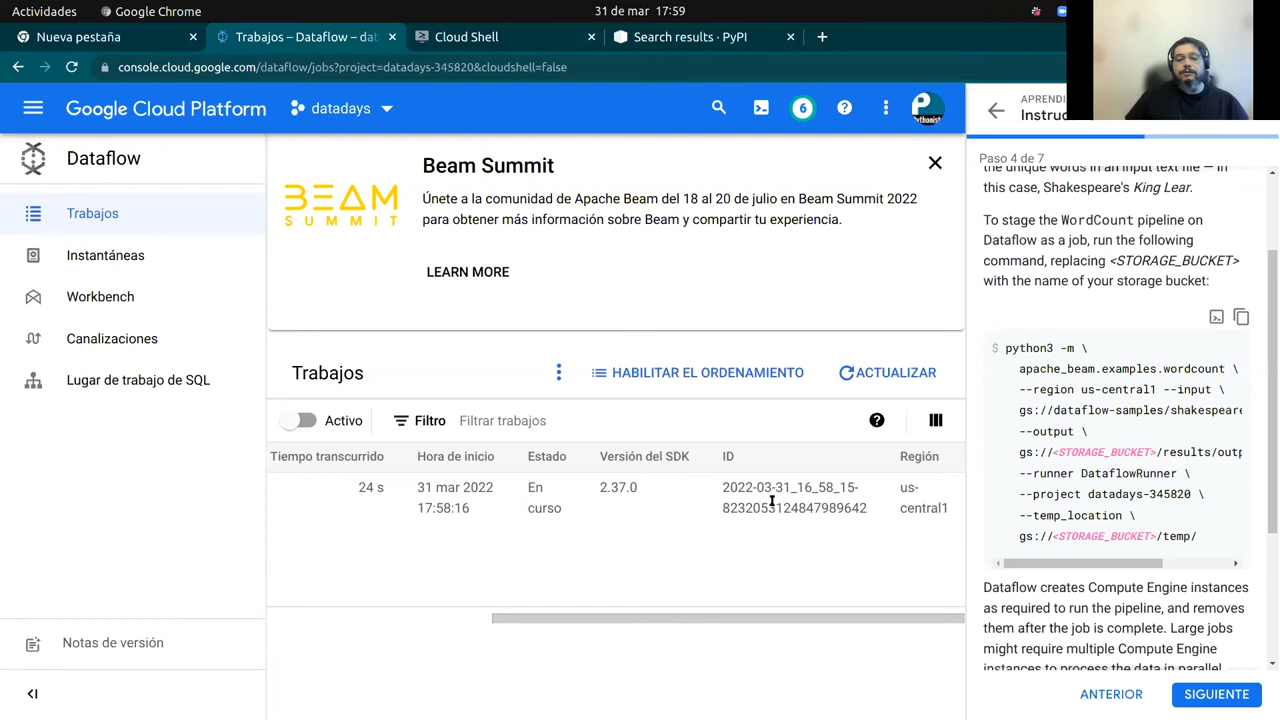 Actividades
Google Chrome
31 de mar 17:59
Nueva pestaña
Trabajos – Dataflow – dat
Cloud Shell
Search results · PyPI
console.cloud.google.com/dataflow/jobs?project=datadays-345820&cloudshell=false
Google Cloud Platform
datadays
6
APREND
Instruc
Paso 4 de 7
Dataflow
Trabajos
Instantáneas
Workbench
Canalizaciones
Lugar de trabajo de SQL
Notas de versión
BEAM
SUMMIT
Beam Summit
Únete a la comunidad de Apache Beam del 18 al 20 de julio en Beam Summit 2022
para obtener más información sobre Beam y compartir tu experiencia.
LEARN MORE
Trabajos
HABILITAR EL ORDENAMIENTO
ACTUALIZAR
Activo
Filtro
Filtrar trabajos
Tiempo transcurrido
Hora de inicio
Estado
Versión del SDK
ID
Región
24 s
31 mar 2022
17:58:16
En
curso
2.37.0
2022-03-31_16_58_15-
8232053124847989642
us-
central1
the unique words in an input text file — in
this case, Shakespeare's King Lear.
To stage the WordCount pipeline on
Dataflow as a job, run the following
command, replacing <STORAGE_BUCKET>
with the name of your storage bucket:
$ python3 -m \
apache_beam.examples.wordcount \
--region us-central1 --input \
gs://dataflow-samples/shakespeare
--output \
gs://<STORAGE_BUCKET>/results/outp
--runner DataflowRunner \
--project datadays-345820 \
--temp_location \
gs://<STORAGE_BUCKET>/temp/
Dataflow creates Compute Engine instances
as required to run the pipeline, and removes
them after the job is complete. Large jobs
might require multiple Compute Engine
instances to process the data in parallel
ANTERIOR
SIGUIENTE